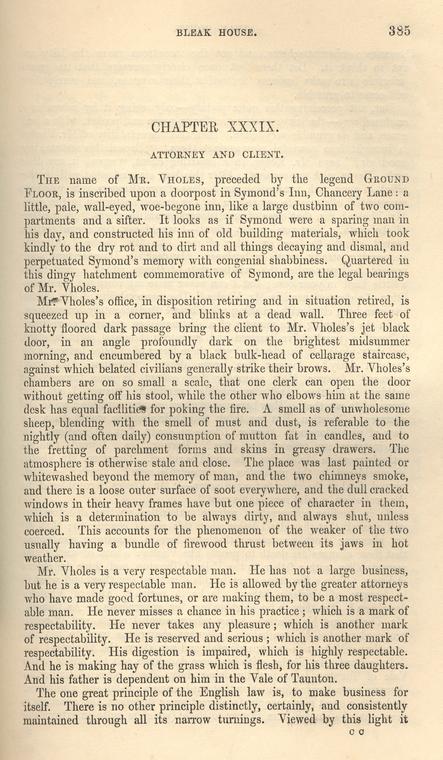 BLEAK HOUSE. 385
CHAPTER XXXIX.
ATTORNEY AND CLIENT.
THE name of MR. VHOLES, preceded by the legend GROUND
FLOOR, is inscribed upon a doorpost in Symond's Inn, Chancery Lane: a
little, pale, wall-eyed, woe-begone inn, like a large dustbinn of two com-
partments and a sifter. It looks as if Symond were a sparing man in
his day, and constructed his inn of old building materials, which took
kindly to the dry rot and to dirt and all things decaying and dismal, and
perpetuated Symond's memory with congenial shabbiness. Quartered in
this dingy hatchment commemorative of Symond, are the legal bearings
of Mr. Vholes.
Mr. Vholes's office, in disposition retiring and in situation retired, is
squeezed up in a corner, and blinks at a dead wall. Three feet of
knotty floored dark passage bring the client to Mr. Vholes's jet black
door, in an angle profoundly dark on the brightest midsummer
morning, and encumbered by a black bulk-head of cellarage staircase,
against which belated civilians generally strike their brows. Mr. Vholes's
chambers are on so small a scale, that one clerk can open the door
without getting off his stool, while the other who elbows him at the same
desk has equal facilities for poking the fire. A smell as of unwholesome
sheep, blending with the smell of must and dust, is referable to the
nightly (and often daily) consumption of mutton fat in candles, and to
the fretting of parchment forms and skins in greasy drawers. The
atmosphere is otherwise stale and close. The place was last painted or
whitewashed beyond the memory of man, and the two chimneys smoke,
and there is a loose outer surface of soot everywhere, and the dull cracked
windows in their heavy frames have but one piece of character in them,
which is a determination to be always dirty, and always shut, unless
coerced. This accounts for the phenomenon of the weaker of the two
usually having a bundle of firewood thrust between its jaws in hot
weather.
Mr. Vholes is a very respectable man. He has not a large business,
but he is a very respectable man. He is allowed by the greater attorneys
who have made good fortunes, or are making them, to be a most respect-
able man. He never misses a chance in his practice; which is a mark of
respectability. He never takes any pleasure; which is another mark
of respectability. He is reserved and serious; which is another mark of
respectability. His digestion is impaired, which is highly respectable.
And he is making hay of the grass which is flesh, for his three daughters.
And his father is dependent on him in the Vale of Taunton.
The one great principle of the English law is, to make business for
itself. There is no other principle distinctly, certainly, and consistently
maintained through all its narrow turnings. Viewed by this light it
C C